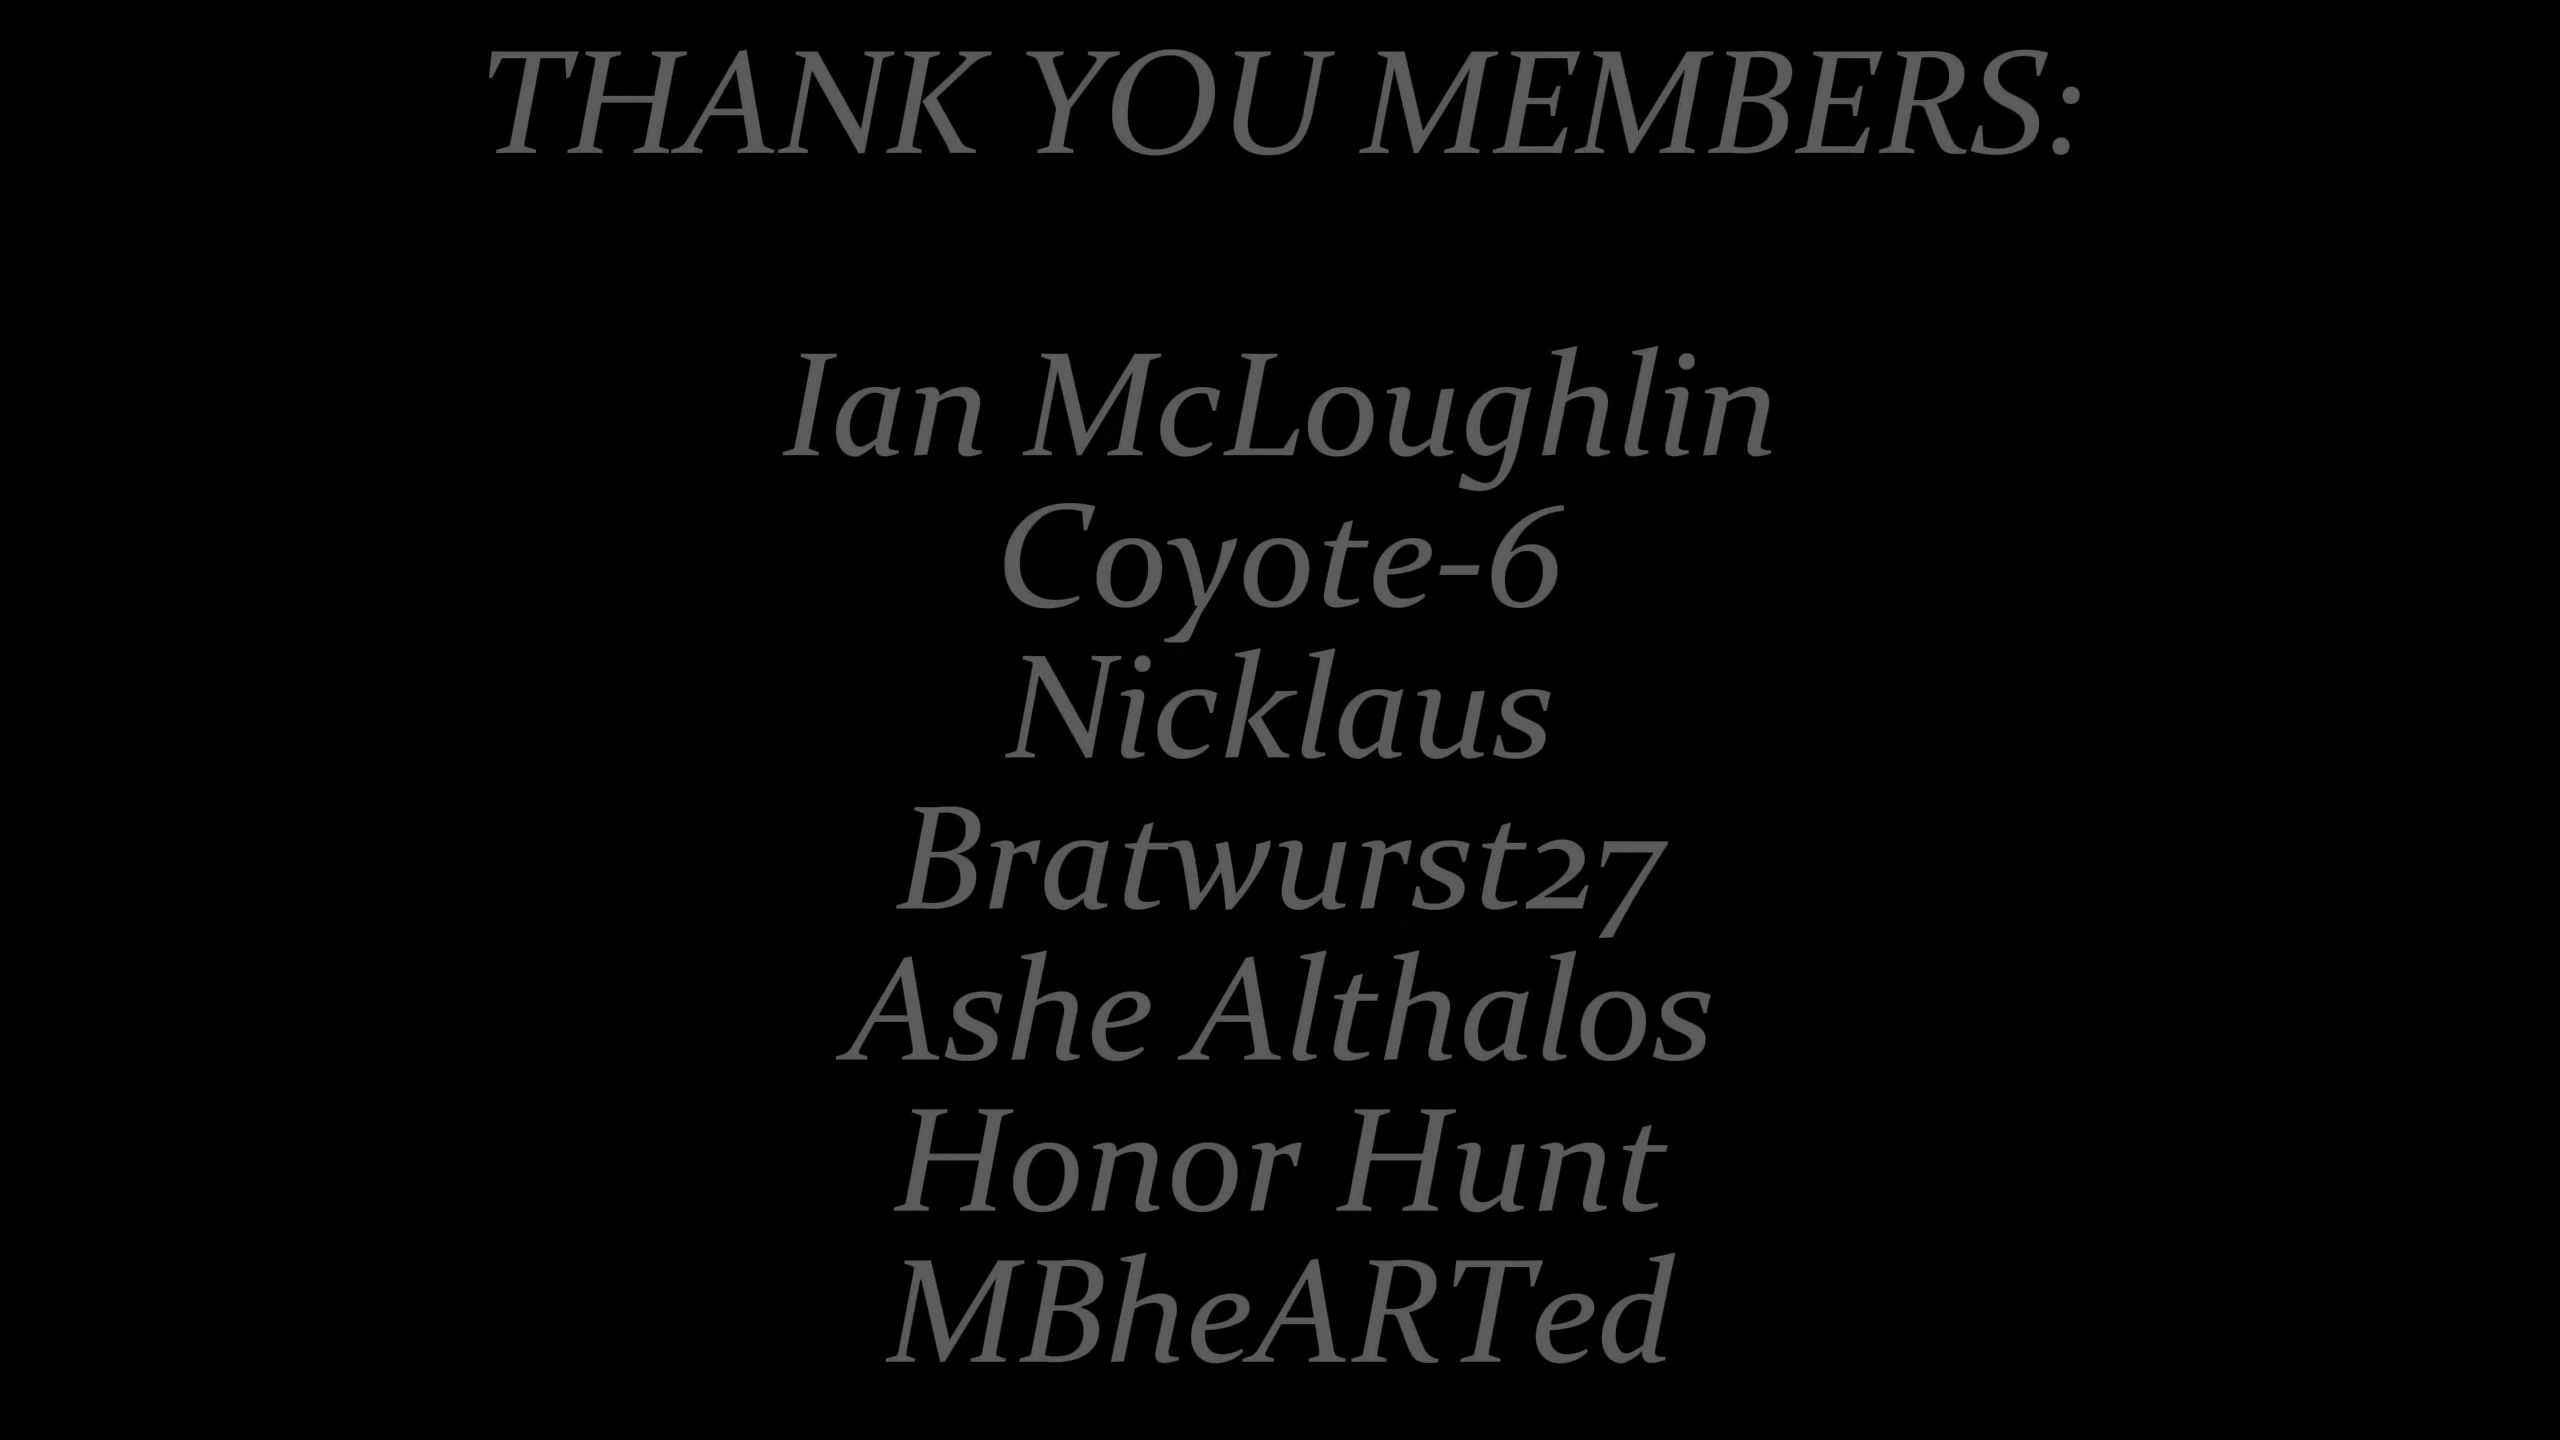 THANK YOU MEMBERS:
Ian McLoughlin
Coyote-6
Nicklaus
Bratwurst27
Ashe Althalos
Honor Hunt
MBheARTed